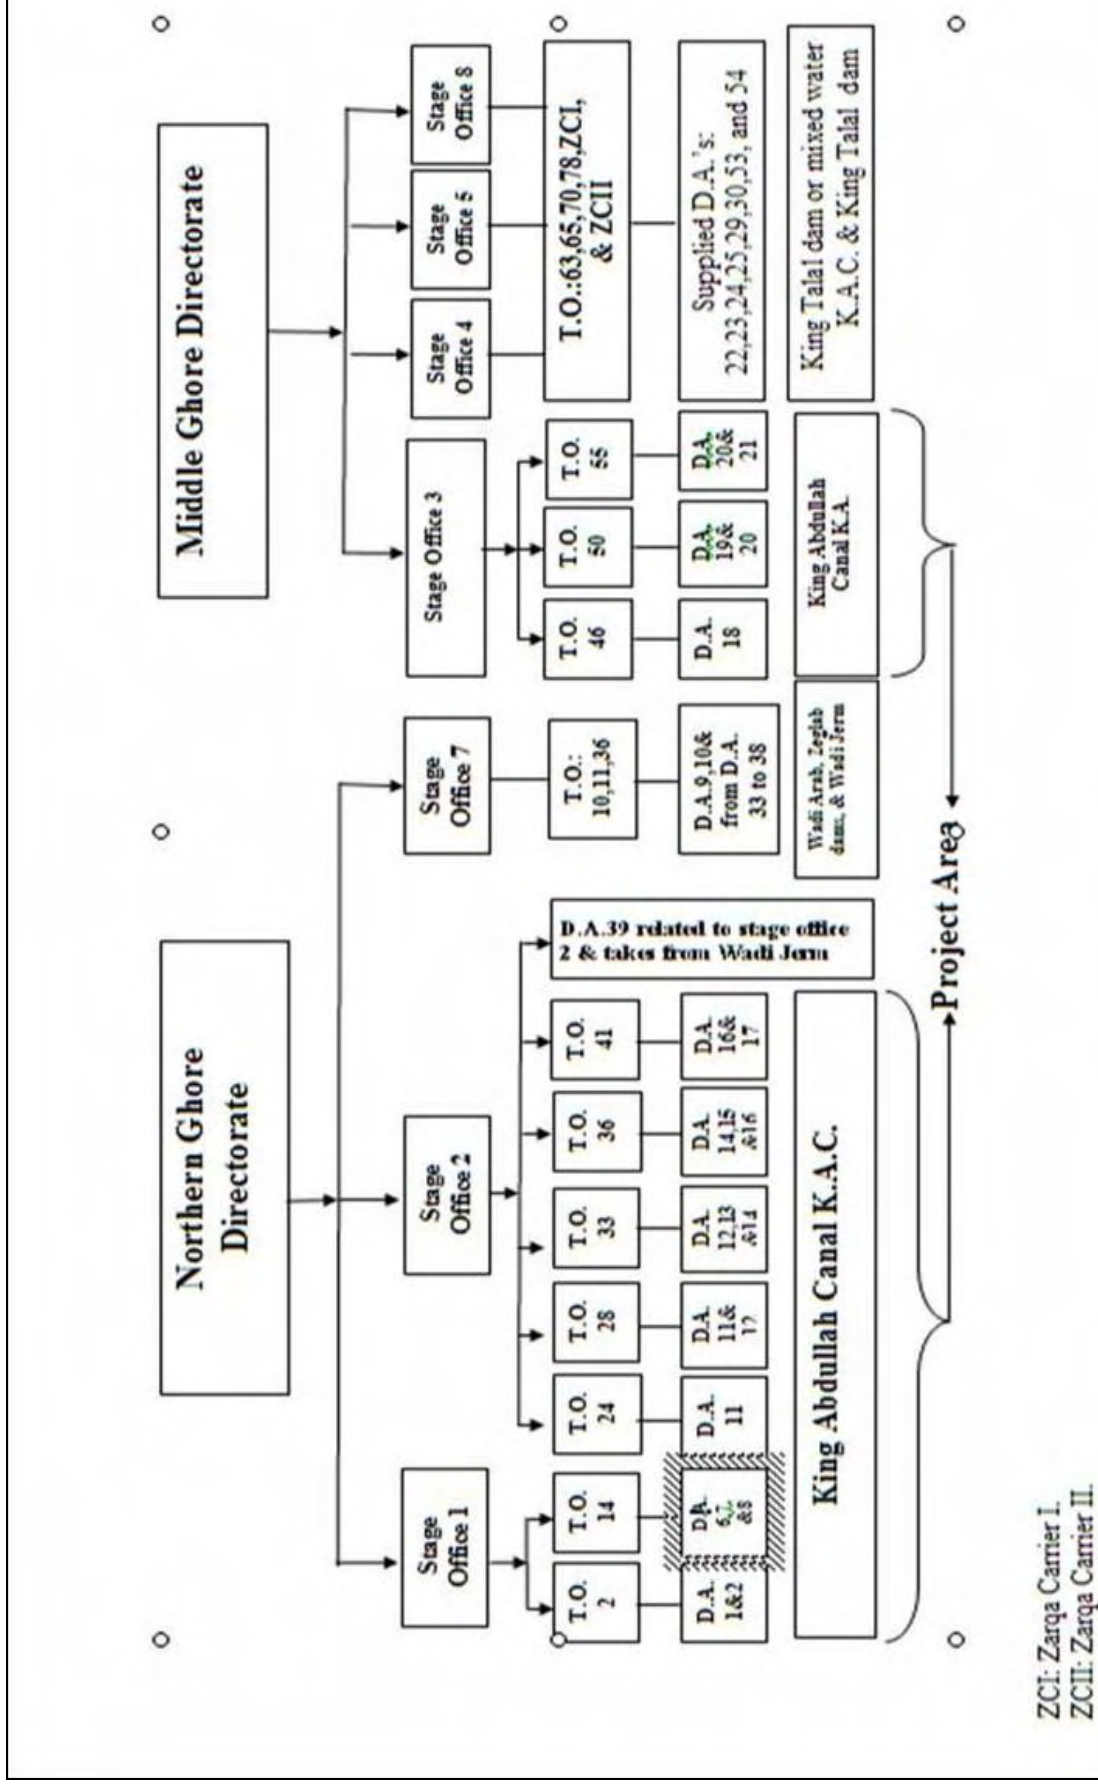 Northern Ghore
Directorate
Middle Ghore Directorate
Stage
Office 1
Stage
Office 2
Stage
Office 7
Stage Office 3
Stage
Office 4
Stage
Office 5
Stage
Office 8
T.O.
2
T.O.
14
T.O.
24
T.O.
28
T.O.
33
T.O.
36
T.O.
41
D.A.39 related to stage office
2 & takes from Wadi Jerm
T.O.:
10,11,36
T.O.
46
T.O.
50
T.O.
55
T.O.:63,65,70,78,ZCI,
& ZCII
D.A.
1&2
D.A.
6,7
&8
D.A.
11
D.A.
11&
12
D.A.
12,13
&14
D.A.
14,15
&16
D.A.
16&
17
D.A.9,10&
from D.A.
33 to 38
D.A.
18
D.A.
19&
20
D.A.
20&
21
Supplied D.A.'s:
22,23,24,25,29,30,53, and 54
King Abdullah Canal K.A.C.
Wadi Arab, Zeglab
dams, & Wadi Jerm
King Abdullah
Canal K.A.
King Talal dam or mixed water
K.A.C. & King Talal dam
Project Area
ZCI: Zarqa Carrier I.
ZCII: Zarqa Carrier II.